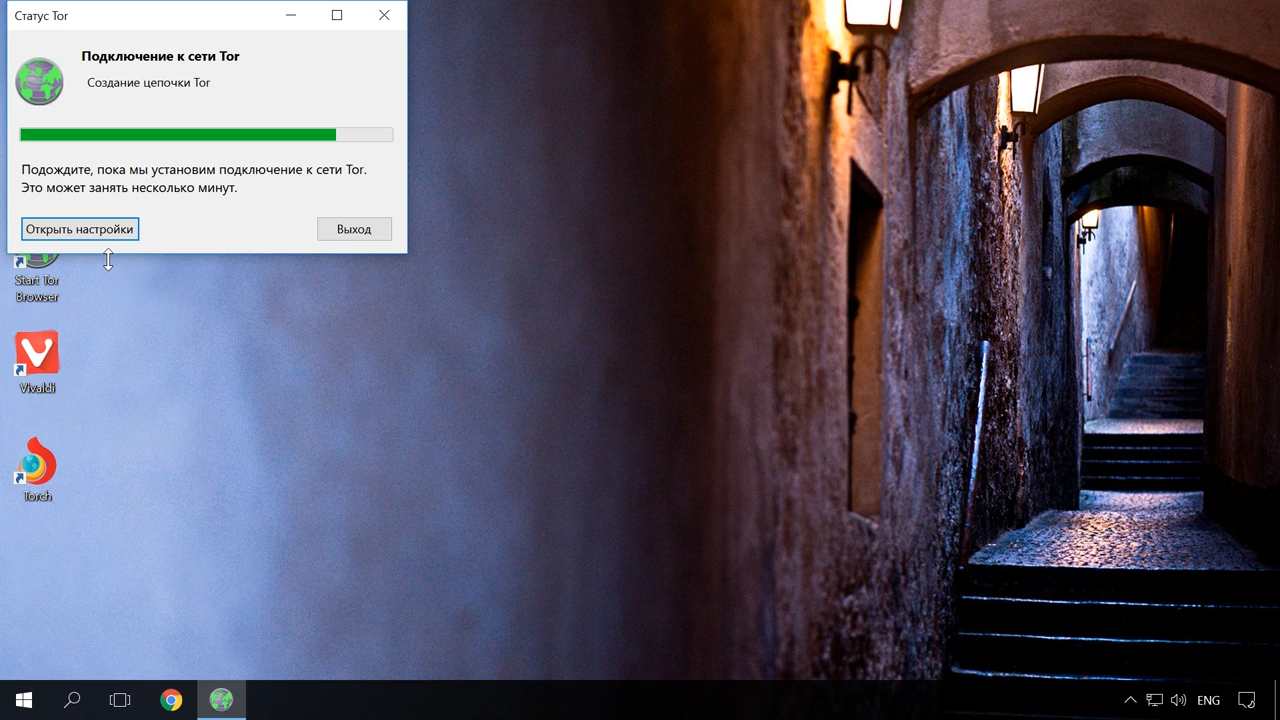 Статус Tor
Подключение к сети Tor
Создание цепочки Tor
Подождите, пока мы установим подключение к сети Tor.
Это может занять несколько минут.
Открыть настройки
Выход
Start Tor
Browser
Vivaldi
Torch
ENG